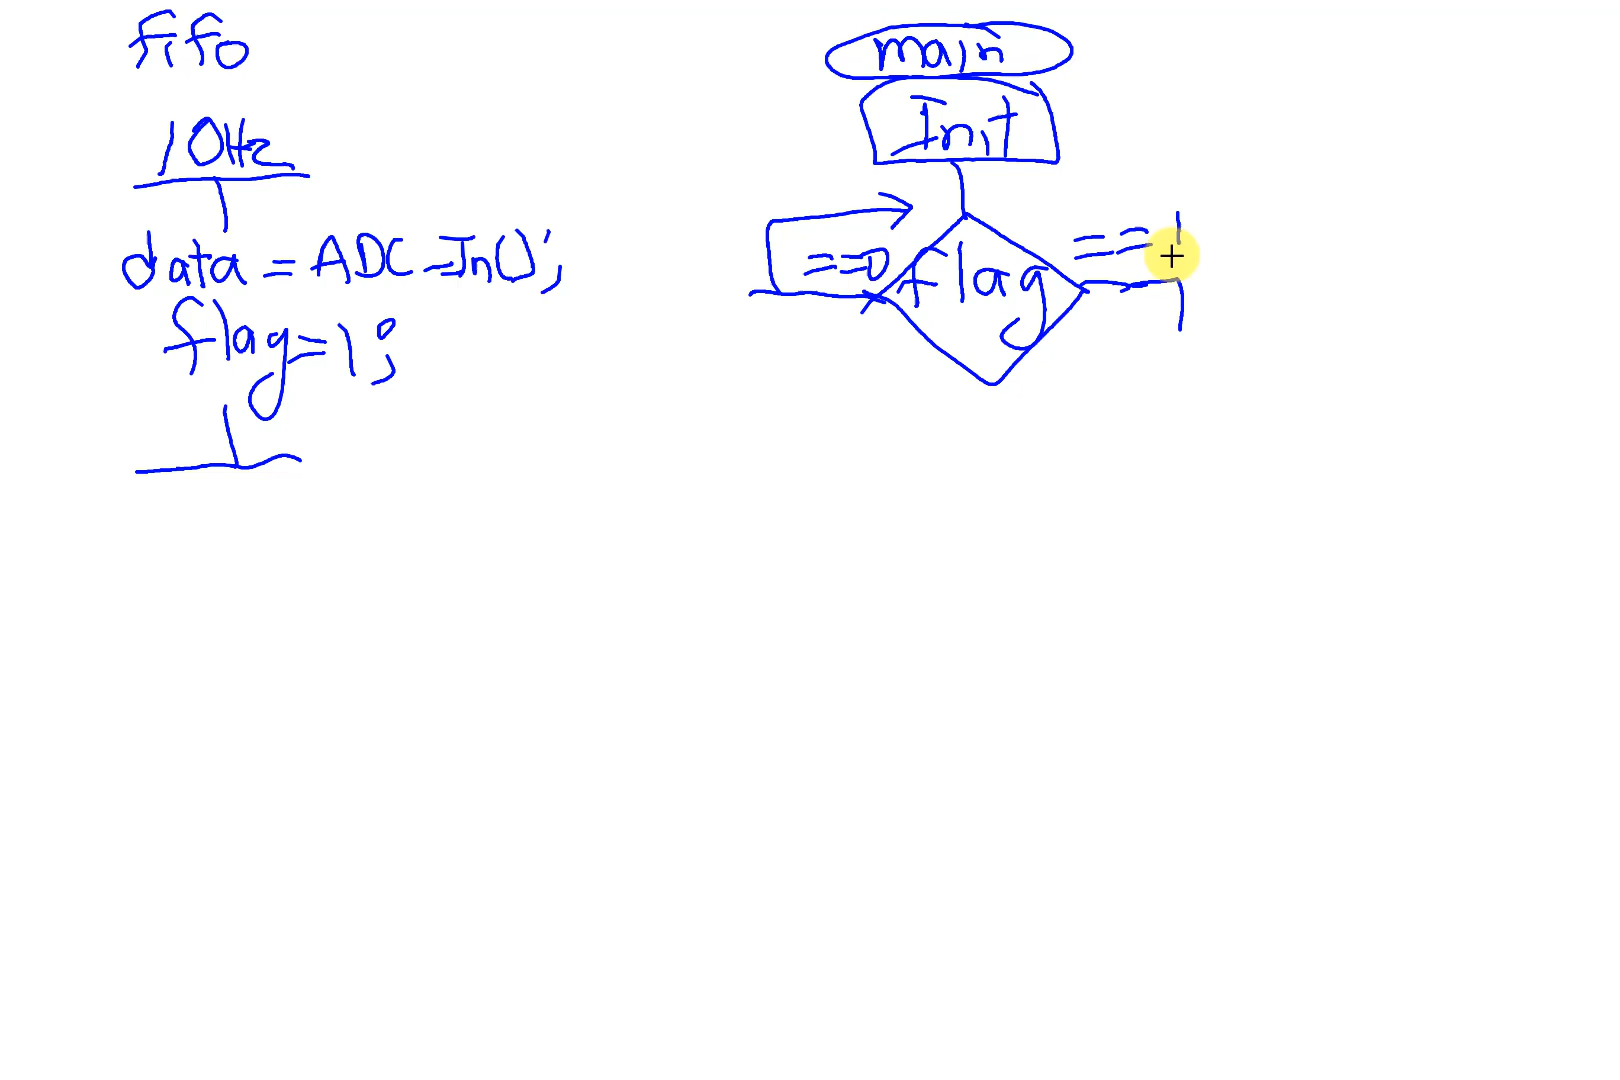 fifo
10Hz
data = ADC_In();
flag=1;
main
Init
==0
flag
==1